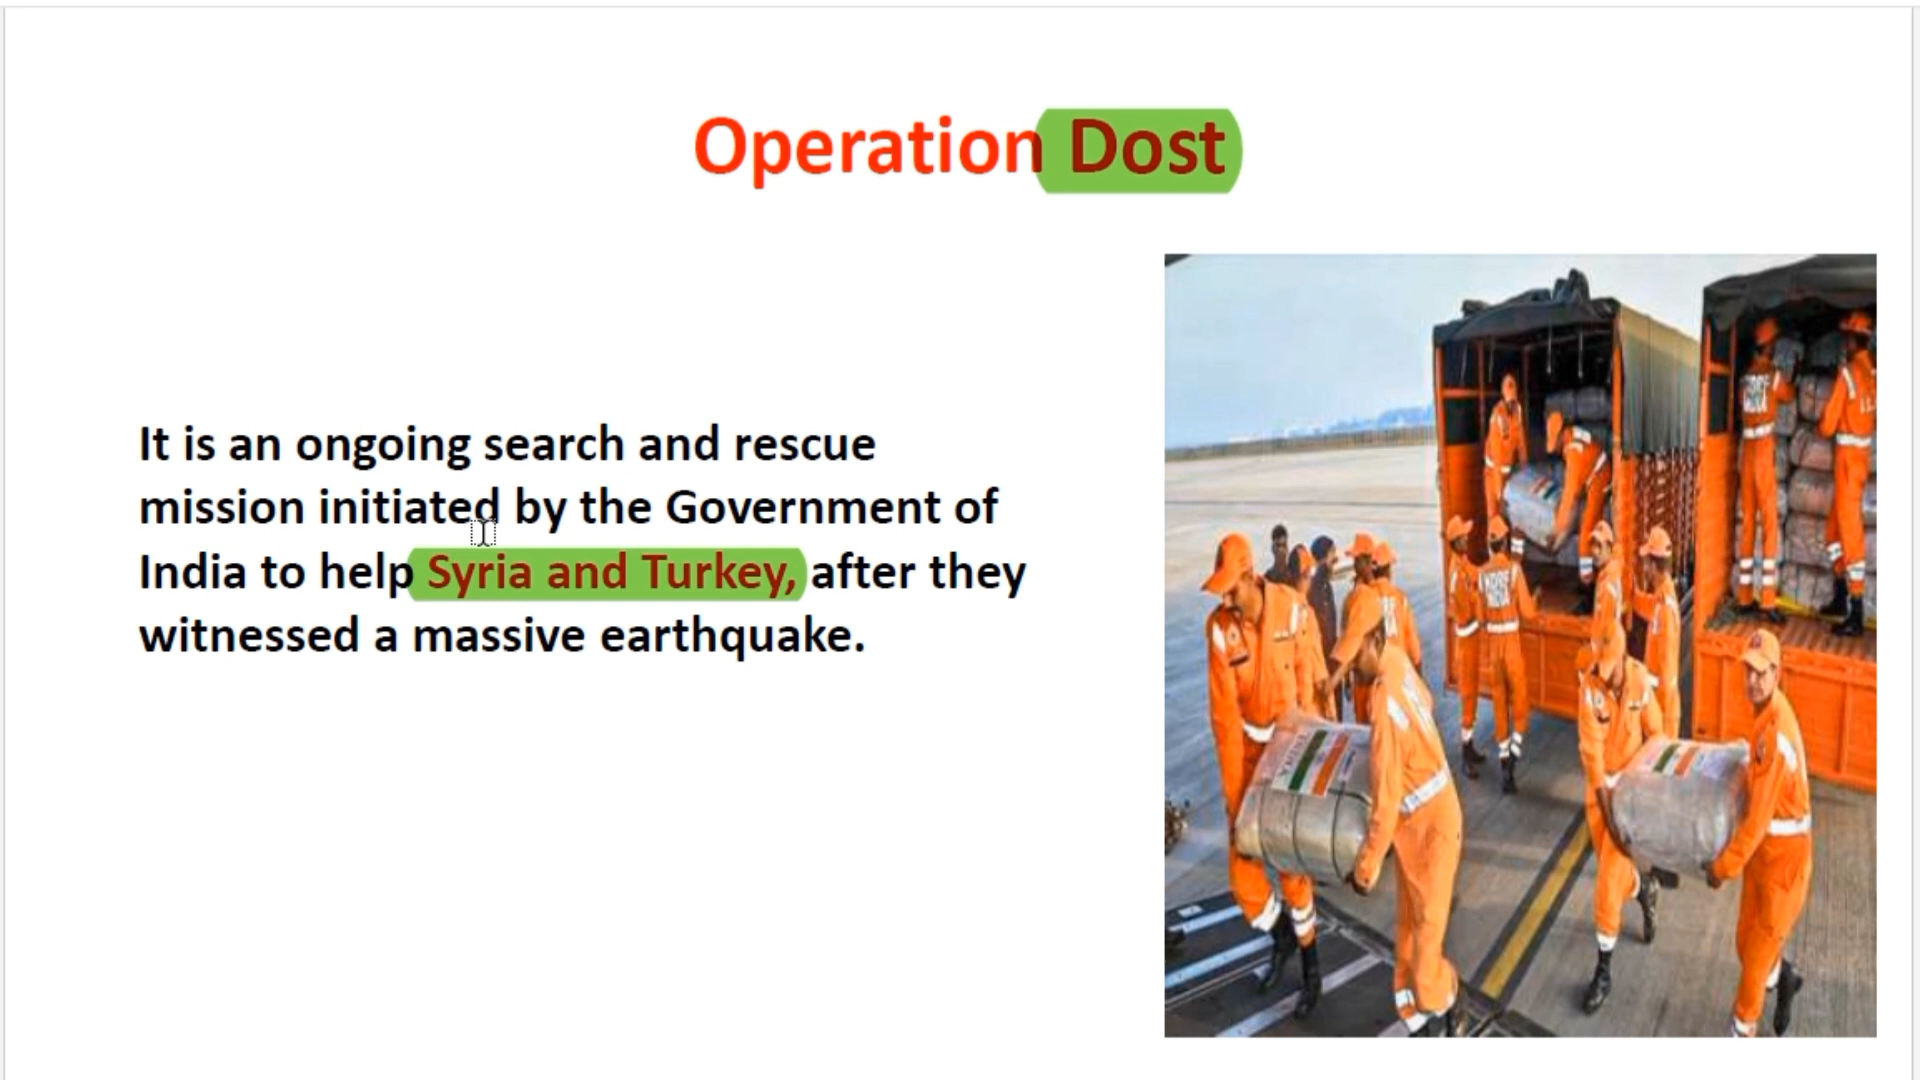 Operation Dost
It is an ongoing search and rescue
mission initiated by the Government of
India to help Syria and Turkey, after they
witnessed a massive earthquake.